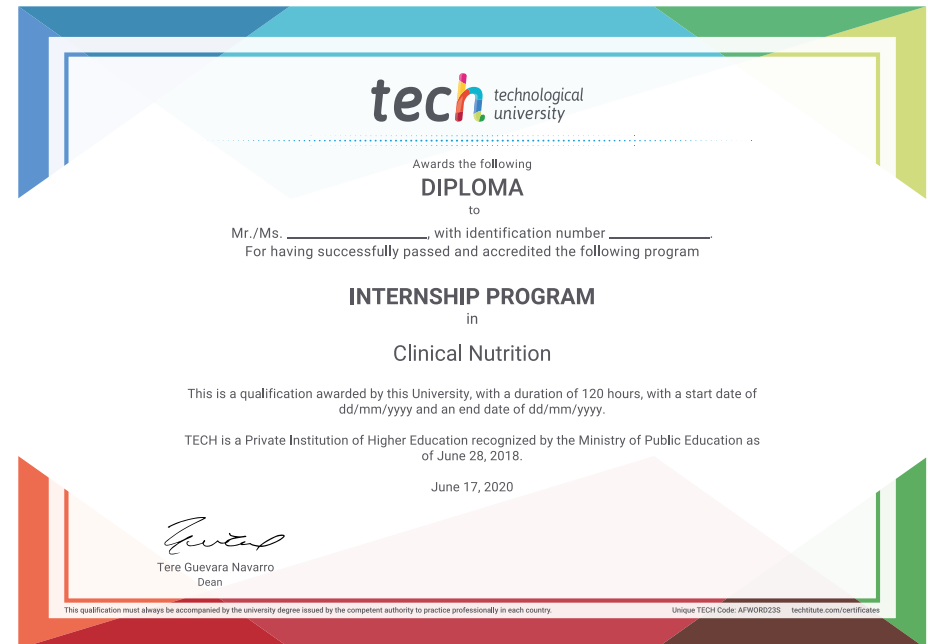 tech technological
university
Awards the following
DIPLOMA
to
Mr./Ms. ____________________, with identification number ______________.
For having successfully passed and accredited the following program
INTERNSHIP PROGRAM
in
Clinical Nutrition
This is a qualification awarded by this University, with a duration of 120 hours, with a start date of
dd/mm/yyyy and an end date of dd/mm/yyyy.
TECH is a Private Institution of Higher Education recognized by the Ministry of Public Education as
of June 28, 2018.
June 17, 2020
Tere Guevara Navarro
Dean
This qualification must always be accompanied by the university degree issued by the competent authority to practice professionally in each country. Unique TECH Code: AFWORD23S techtitute.com/certificates